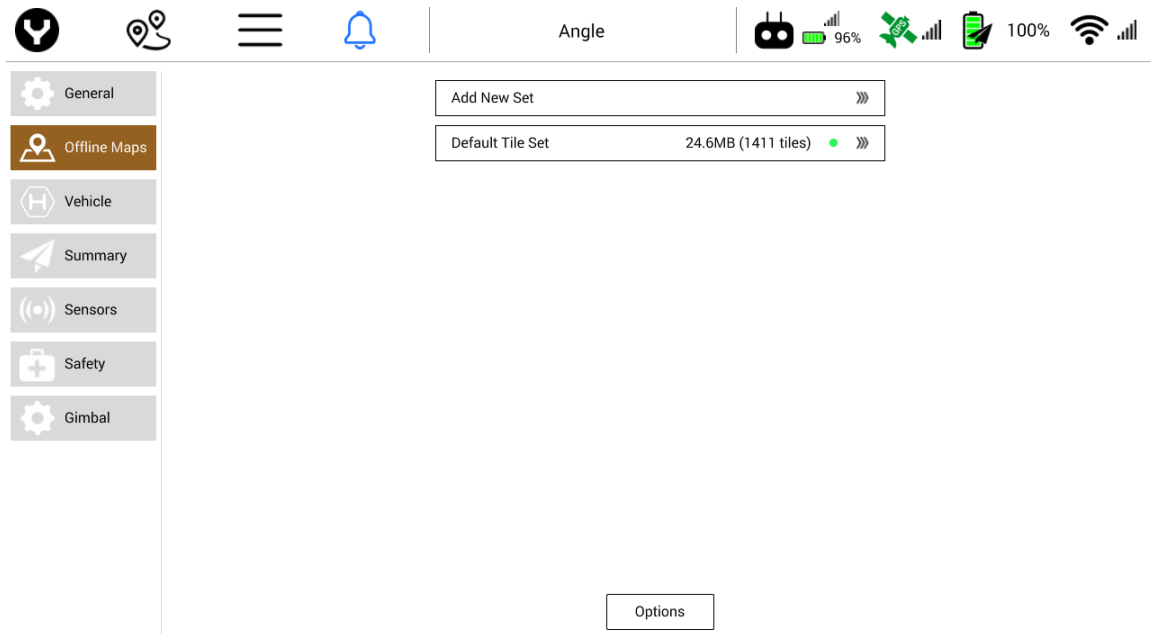 Angle
96%
GPS
100%
General
Offline Maps
Vehicle
Summary
Sensors
Safety
Gimbal
Add New Set
Default Tile Set 24.6MB (1411 tiles)
Options